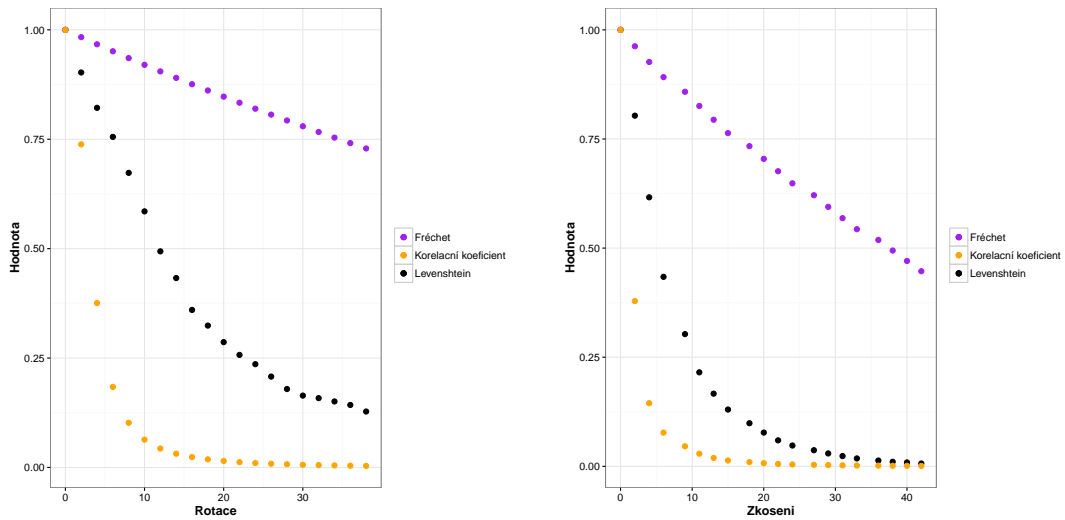 1.00
0.75
0.50
0.25
0.00
Hodnota
0
10
20
30
Rotace
Fréchet
Korelacní koeficient
Levenshtein
1.00
0.75
0.50
0.25
0.00
Hodnota
0
10
20
30
40
Zkoseni
Fréchet
Korelacní koeficient
Levenshtein